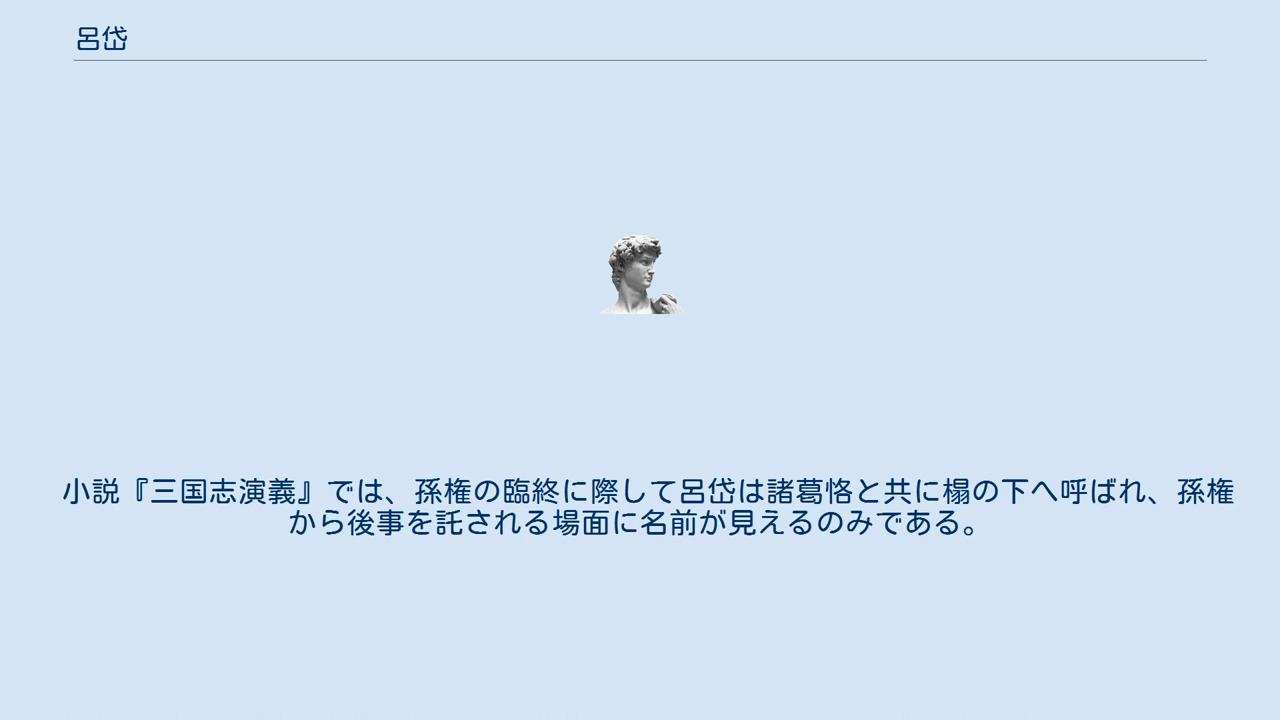 呂岱
小説『三国志演義』では、孫権の臨終に際して呂岱は諸葛恪と共に榻の下へ呼ばれ、孫権
から後事を託される場面に名前が見えるのみである。